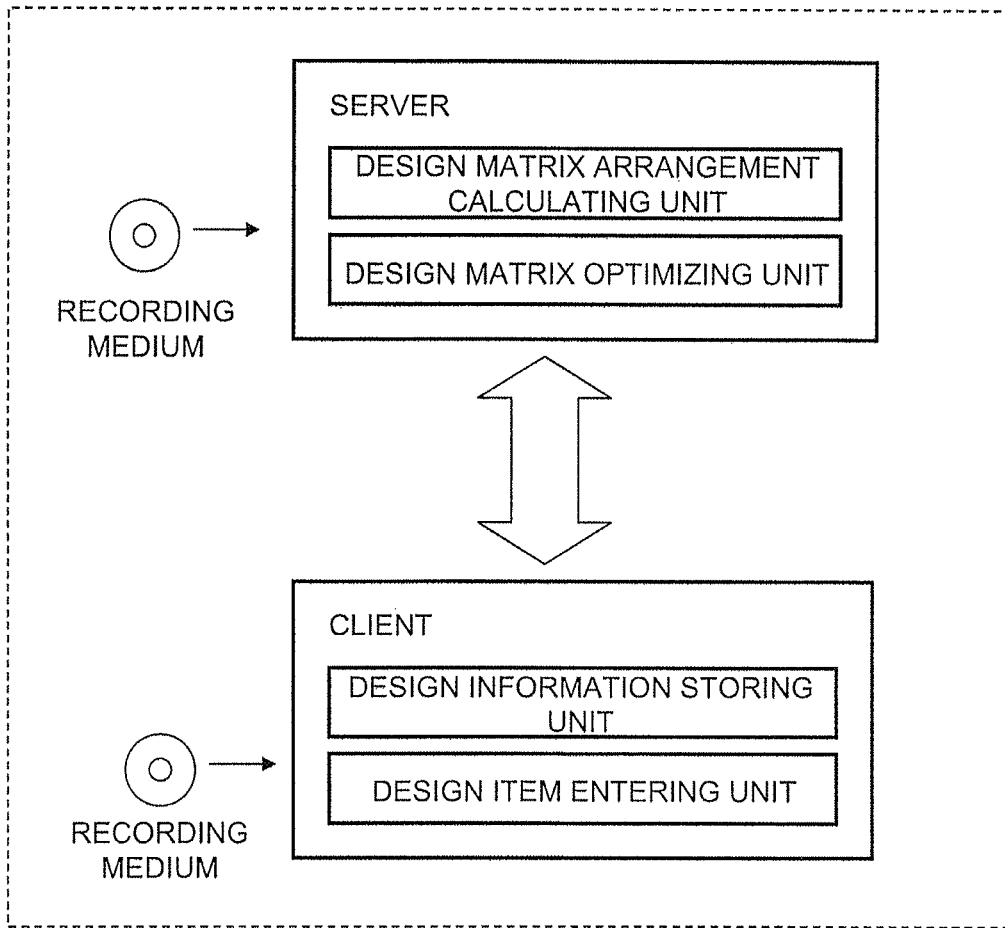 SERVER
DESIGN MATRIX ARRANGEMENT
CALCULATING UNIT
DESIGN MATRIX OPTIMIZING UNIT
RECORDING
MEDIUM
CLIENT
DESIGN INFORMATION STORING
UNIT
DESIGN ITEM ENTERING UNIT
RECORDING
MEDIUM